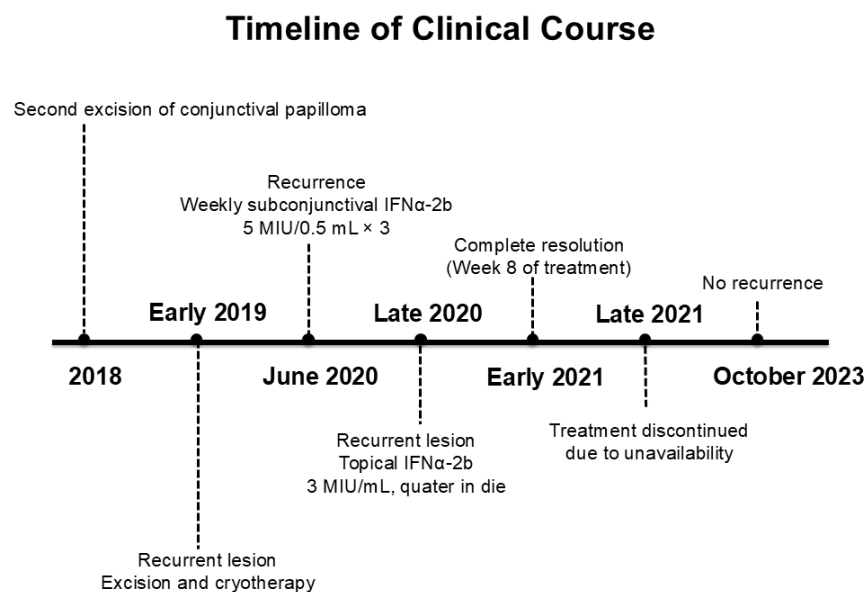 Timeline of Clinical Course
Second excision of conjunctival papilloma
2018
Early 2019
Recurrent lesion
Excision and cryotherapy
Recurrence
Weekly subconjunctival IFNα-2b
5 MIU/0.5 mL × 3
June 2020
Late 2020
Recurrent lesion
Topical IFNα-2b
3 MIU/mL, quater in die
Complete resolution
(Week 8 of treatment)
Early 2021
Late 2021
Treatment discontinued
due to unavailability
No recurrence
October 2023